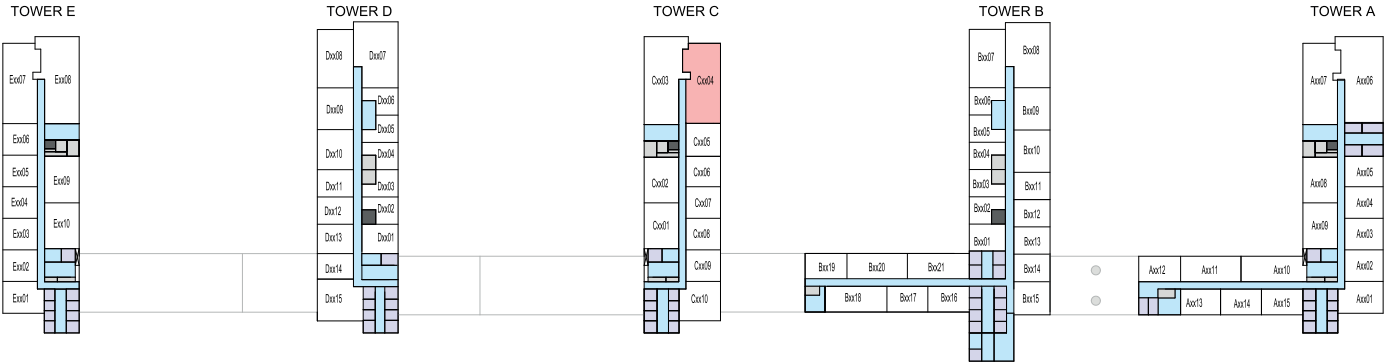 TOWER E
TOWER D
TOWER C
TOWER B
TOWER A
Exx07
Exx08
Exx06
Exx05
Exx09
Exx04
Exx03
Exx10
Exx02
Exx01
Dxx08
Dxx07
Dxx09
Dxx06
Dxx05
Dxx10
Dxx04
Dxx11
Dxx03
Dxx12
Dxx02
Dxx13
Dxx01
Dxx14
Dxx15
Cxx03
Cxx04
Cxx05
Cxx02
Cxx06
Cxx07
Cxx01
Cxx08
Cxx09
Cxx10
Bxx07
Bxx08
Bxx06
Bxx09
Bxx05
Bxx04
Bxx10
Bxx03
Bxx11
Bxx02
Bxx12
Bxx01
Bxx13
Bxx19
Bxx20
Bxx21
Bxx14
Bxx18
Bxx17
Bxx16
Bxx15
Axx07
Axx06
Axx08
Axx05
Axx04
Axx09
Axx03
Axx12
Axx11
Axx10
Axx02
Axx13
Axx14
Axx15
Axx01